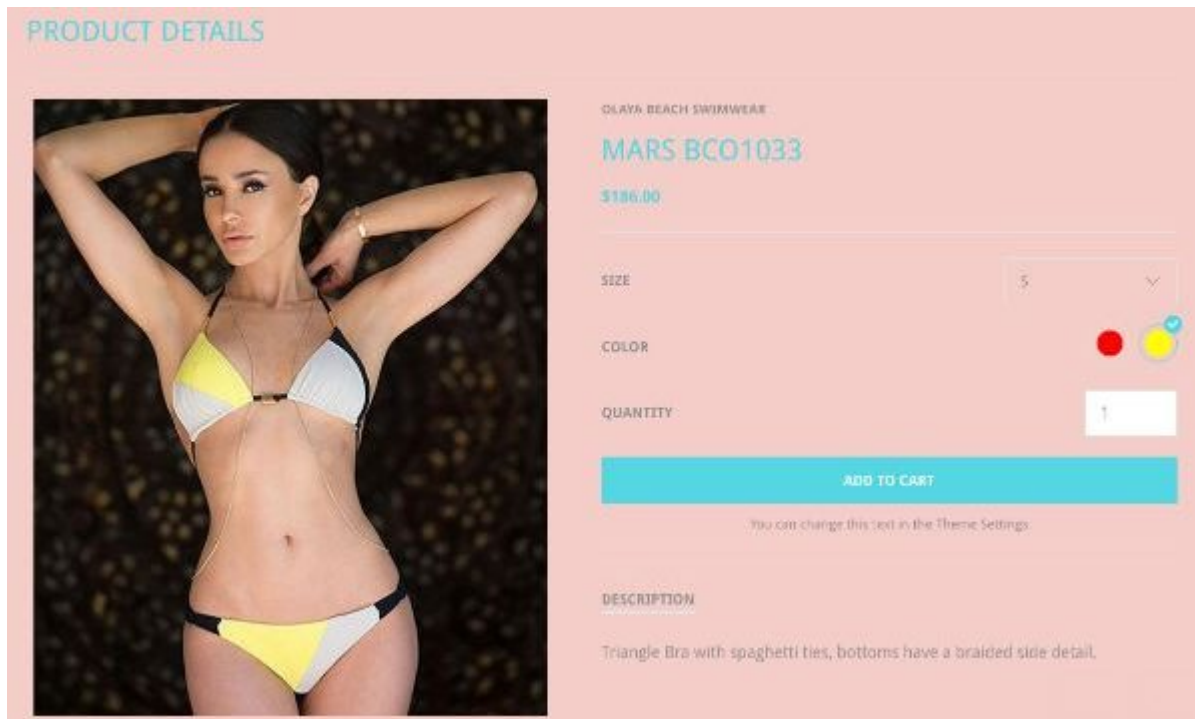 PRODUCT DETAILS
OLAYA BEACH SWIMWEAR
MARS BCO1033
$186.00
SIZE
S
COLOR
QUANTITY
1
ADD TO CART
You can change this text in the Theme Settings
DESCRIPTION
Triangle Bra with spaghetti ties, bottoms have a braided side detail.